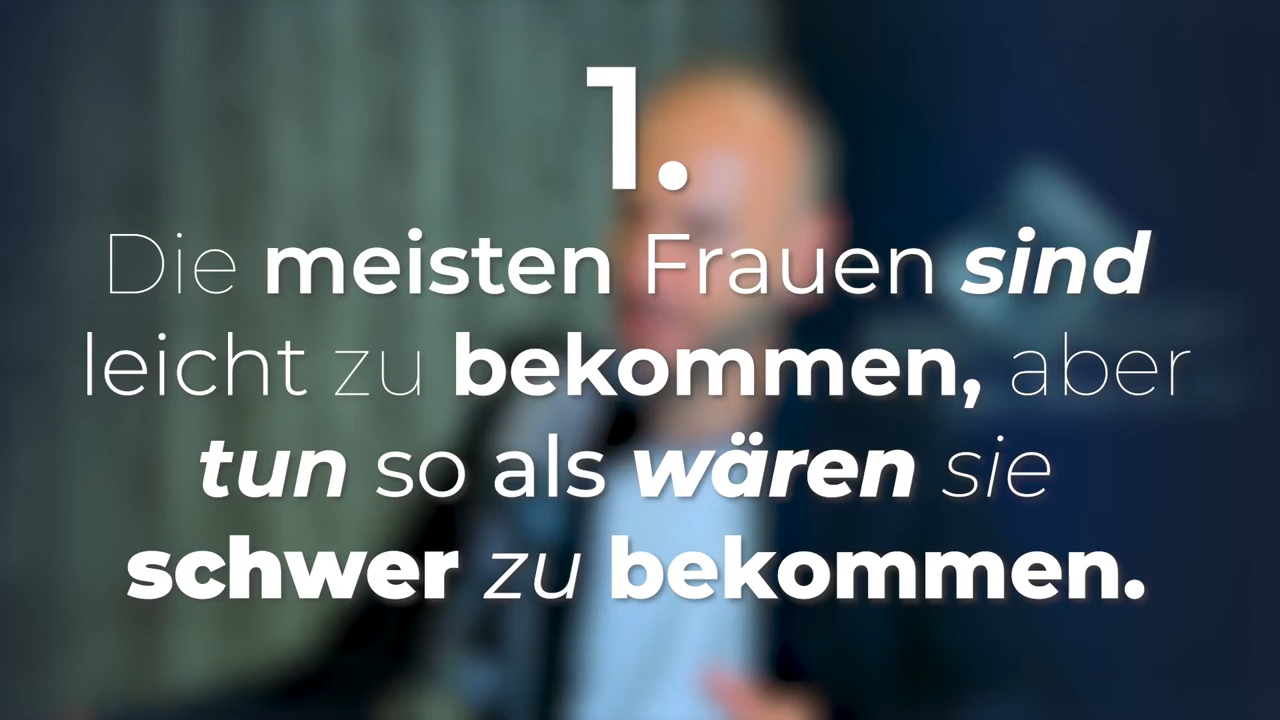 1.
Die meisten Frauen sind
leicht zu bekommen, aber
tun so als wären sie
schwer zu bekommen.